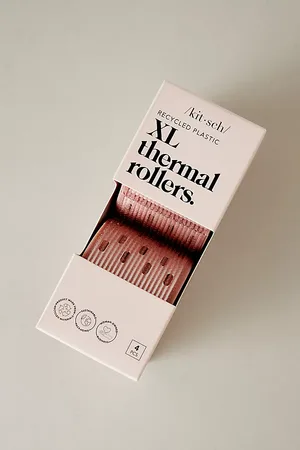 /kit·sch/
RECYCLED PLASTIC
XL
thermal
rollers.
4
PCS